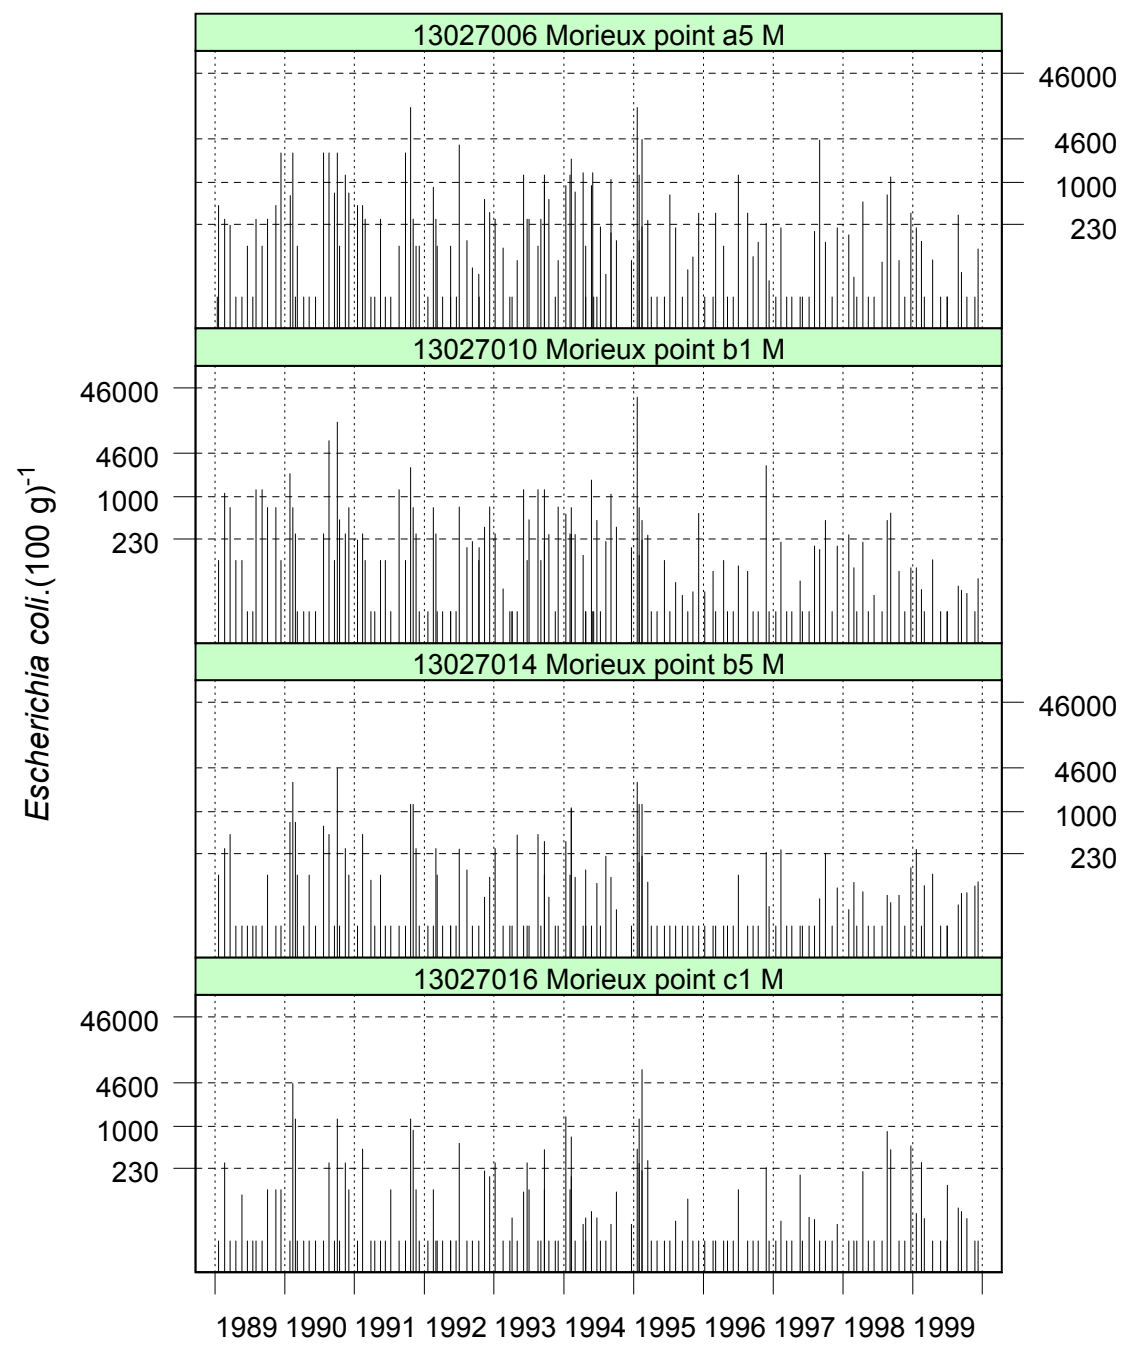 13027006 Morieux point a5 M
46000
4600
1000
230
13027010 Morieux point b1 M
46000
4600
1000
230
Escherichia coli.(100 g)-1
13027014 Morieux point b5 M
46000
4600
1000
230
13027016 Morieux point c1 M
46000
4600
1000
230
1989 1990 1991 1992 1993 1994 1995 1996 1997 1998 1999